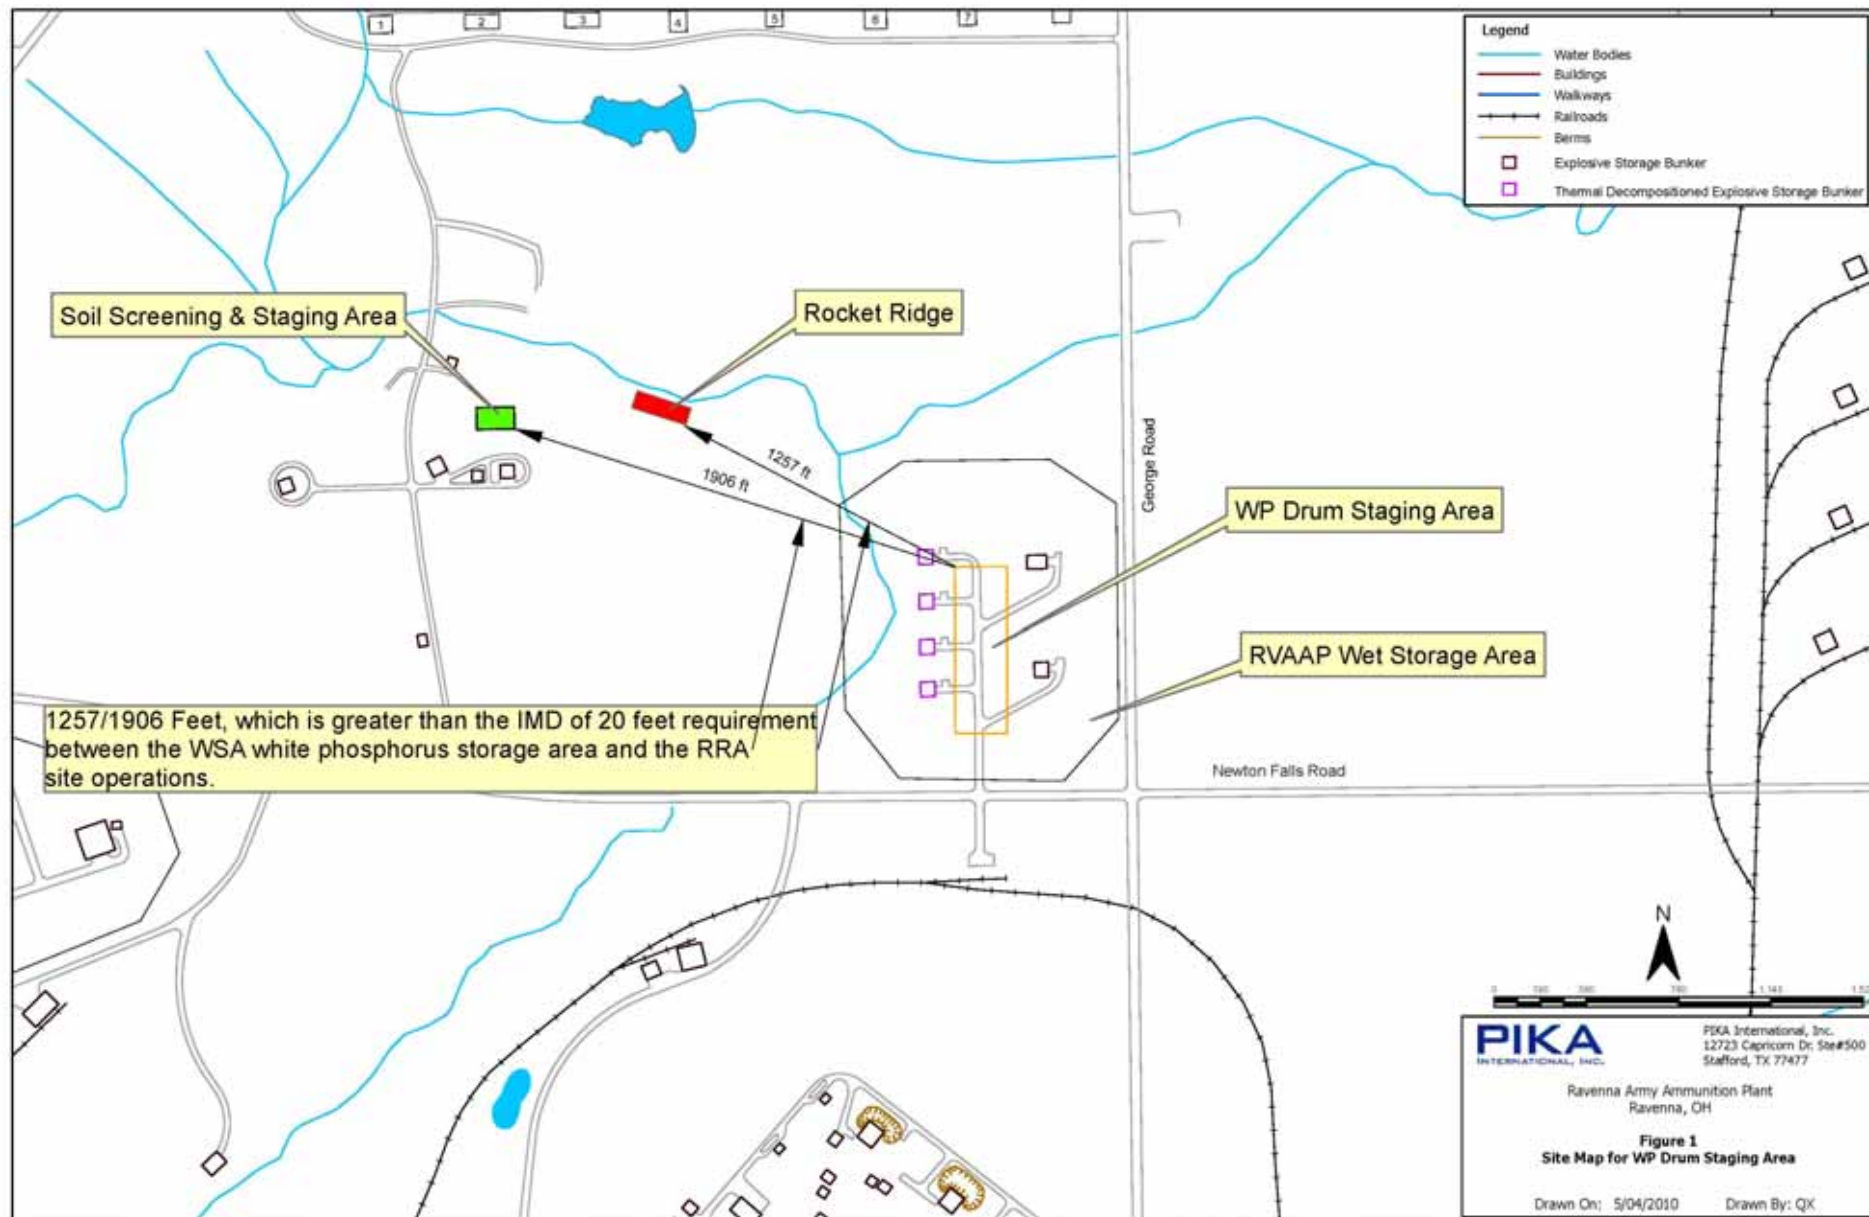 1
2
3
4
5
6
7
Legend
Water Bodies
Buildings
Walkways
Railroads
Berms
Explosive Storage Bunker
Thermal Decompositioned Explosive Storage Bunker
Soil Screening & Staging Area
Rocket Ridge
1257 ft
1906 ft
George Road
WP Drum Staging Area
RVAAP Wet Storage Area
1257/1906 Feet, which is greater than the IMD of 20 feet requirement
between the WSA white phosphorus storage area and the RRA
site operations.
Newton Falls Road
N
0
PIKA
INTERNATIONAL, INC.
PIKA International, Inc.
12723 Capricorn Dr. Ste#500
Stafford, TX 77477
Ravenna Army Ammunition Plant
Ravenna, OH
Figure 1
Site Map for WP Drum Staging Area
Drawn On: 5/04/2010 Drawn By: QX